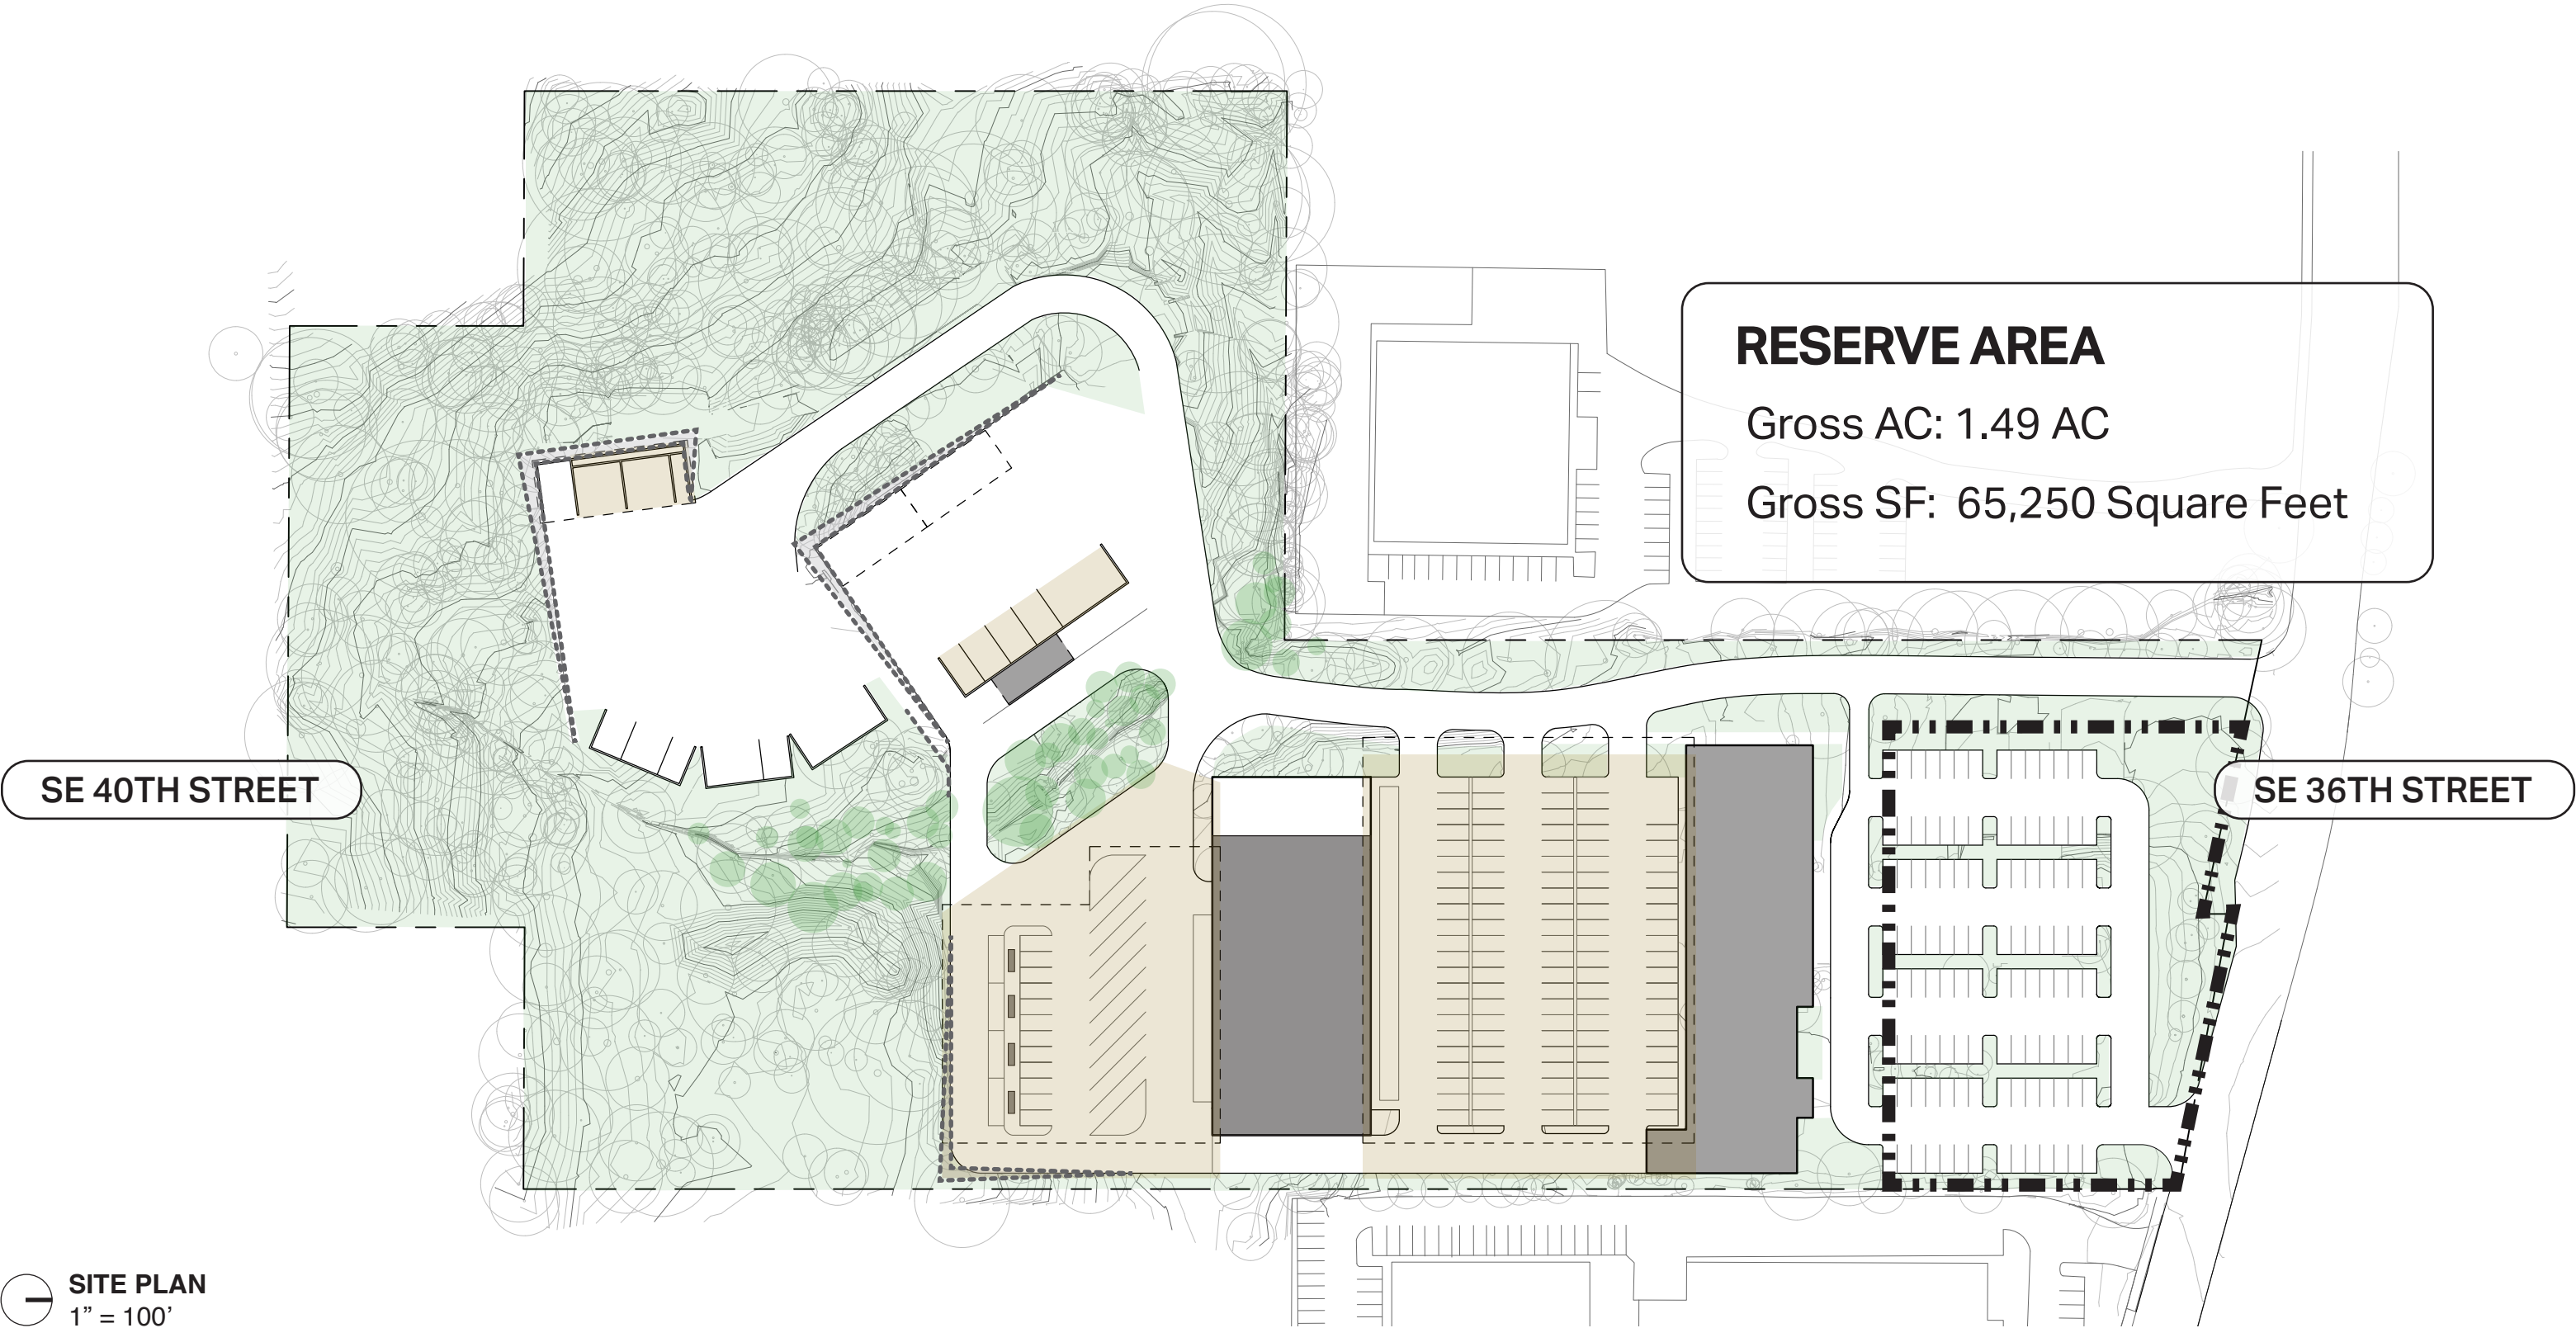 RESERVE AREA
Gross AC: 1.49 AC
Gross SF: 65,250 Square Feet
SE 40TH STREET
SE 36TH STREET
SITE PLAN
1” = 100’